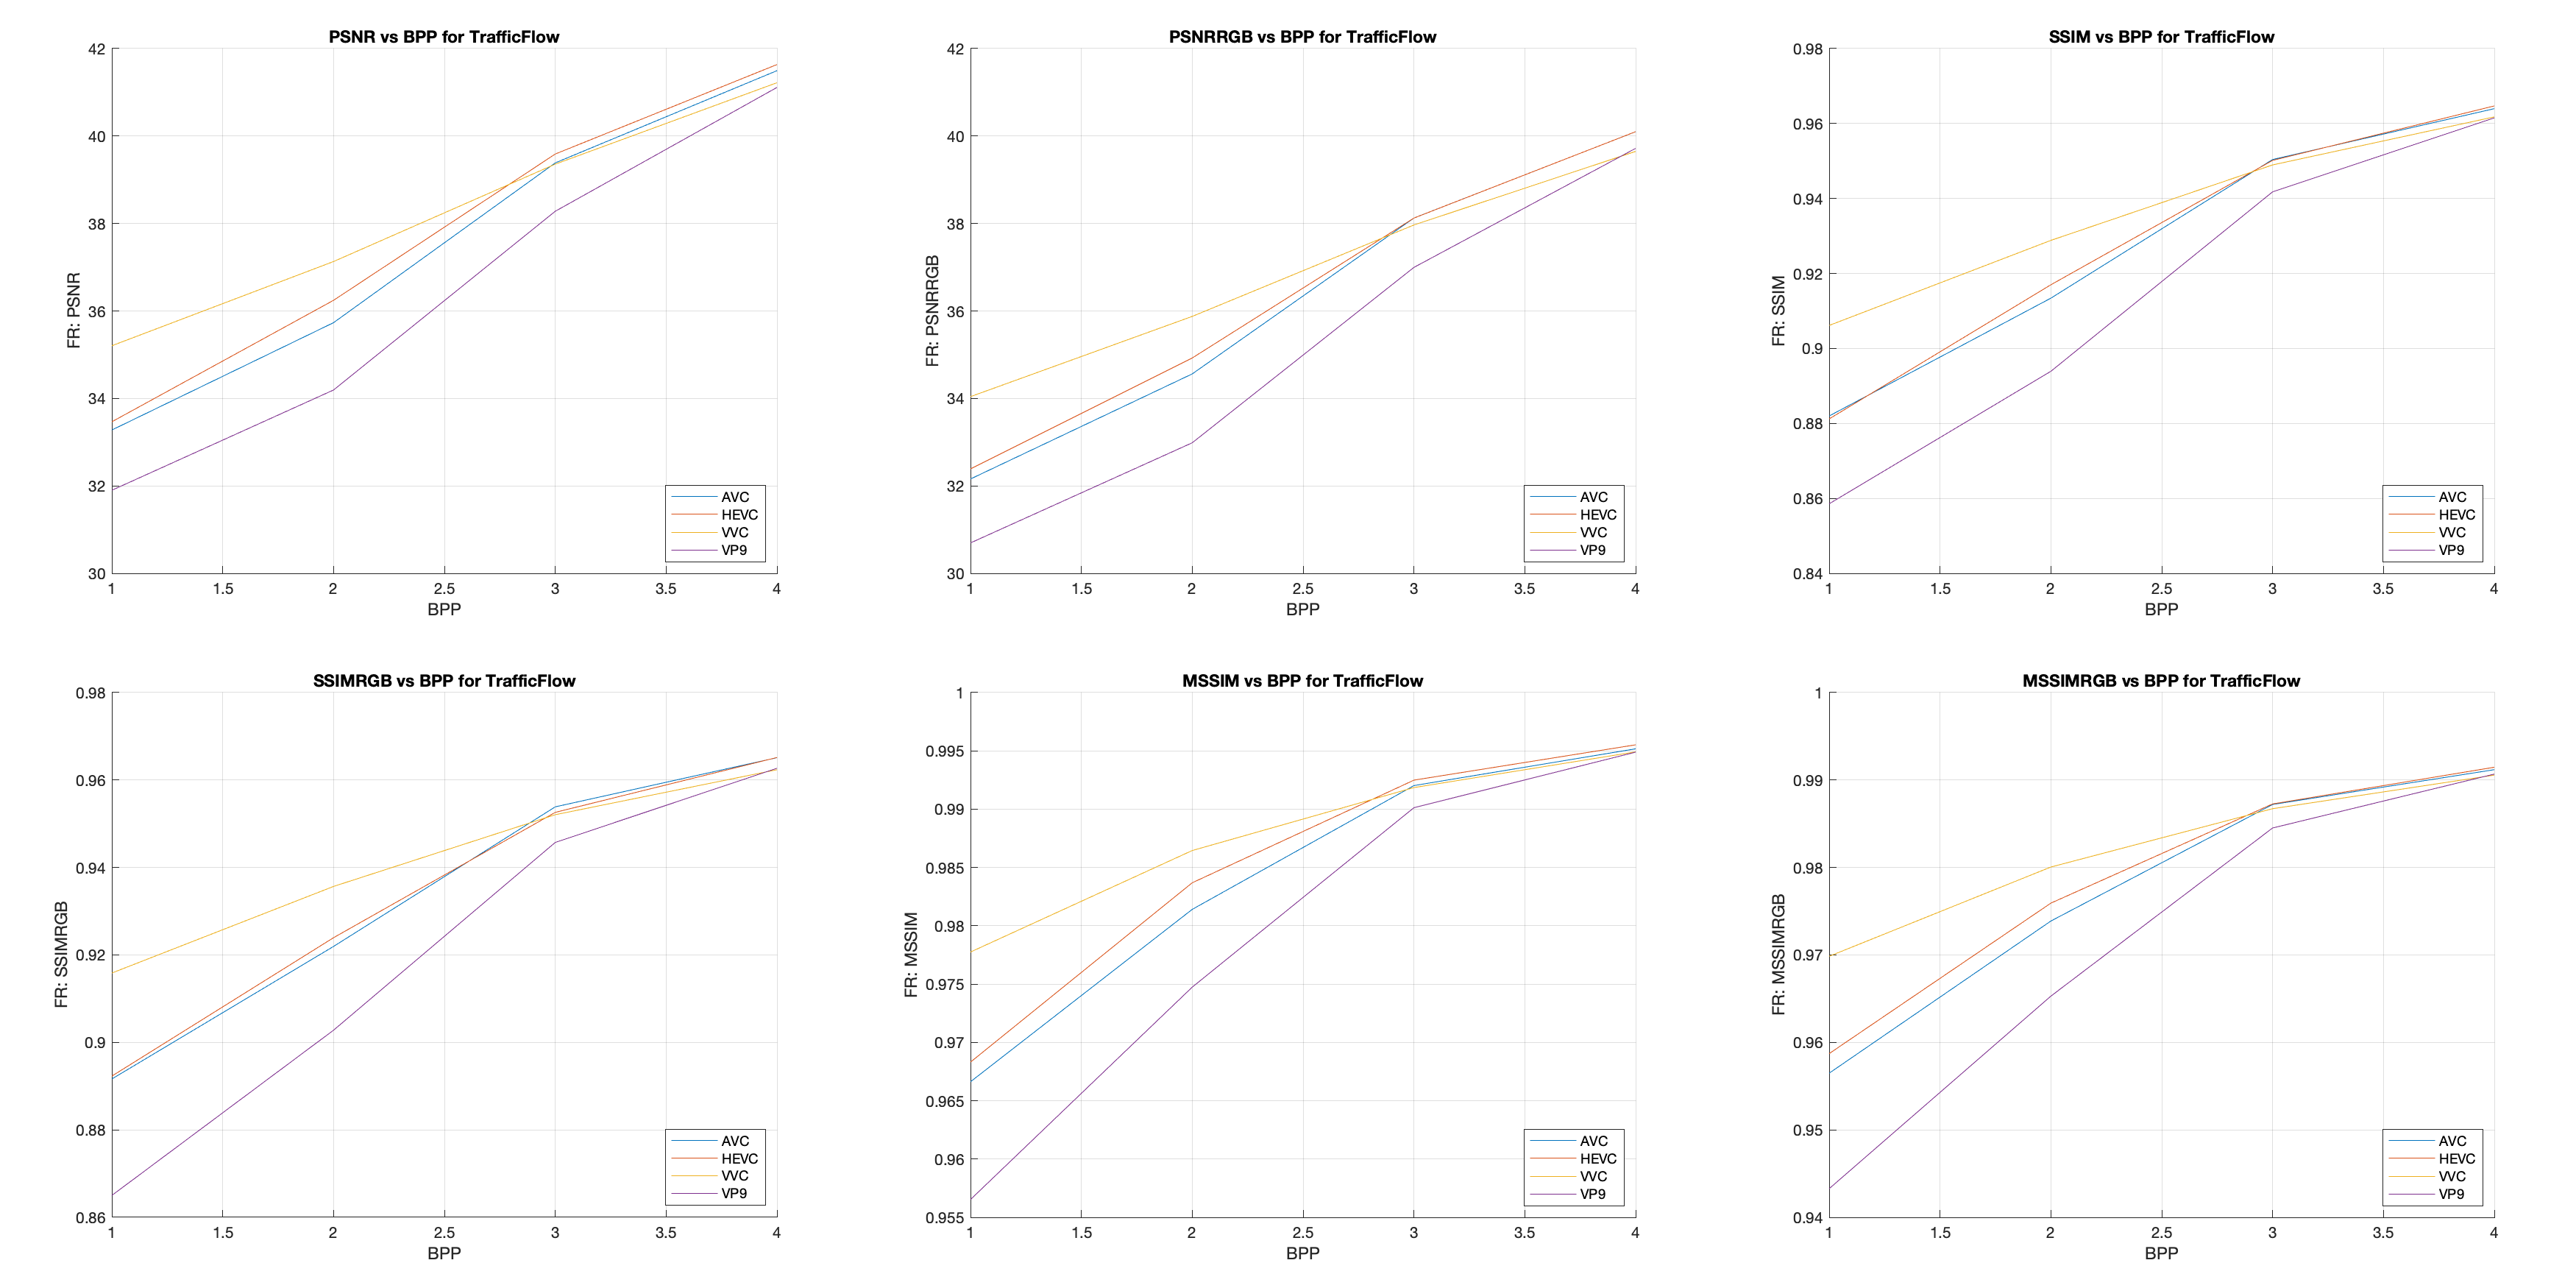 PSNR vs BPP for TrafficFlow
42
40
38
36
34
32
30
FR: PSNR
1 1.5 2 2.5 3 3.5 4
BPP
AVC
HEVC
VVC
VP9
PSNRRGB vs BPP for TrafficFlow
42
40
38
36
34
32
30
FR: PSNRRGB
1 1.5 2 2.5 3 3.5 4
BPP
AVC
HEVC
VVC
VP9
SSIM vs BPP for TrafficFlow
0.98
0.96
0.94
0.92
0.9
0.88
0.86
0.84
FR: SSIM
1 1.5 2 2.5 3 3.5 4
BPP
AVC
HEVC
VVC
VP9
SSIMRGB vs BPP for TrafficFlow
0.98
0.96
0.94
0.92
0.9
0.88
0.86
FR: SSIMRGB
1 1.5 2 2.5 3 3.5 4
BPP
AVC
HEVC
VVC
VP9
MSSIM vs BPP for TrafficFlow
1
0.995
0.99
0.985
0.98
0.975
0.97
0.965
0.96
0.955
FR: MSSIM
1 1.5 2 2.5 3 3.5 4
BPP
AVC
HEVC
VVC
VP9
MSSIMRGB vs BPP for TrafficFlow
1
0.99
0.98
0.97
0.96
0.95
0.94
FR: MSSIMRGB
1 1.5 2 2.5 3 3.5 4
BPP
AVC
HEVC
VVC
VP9